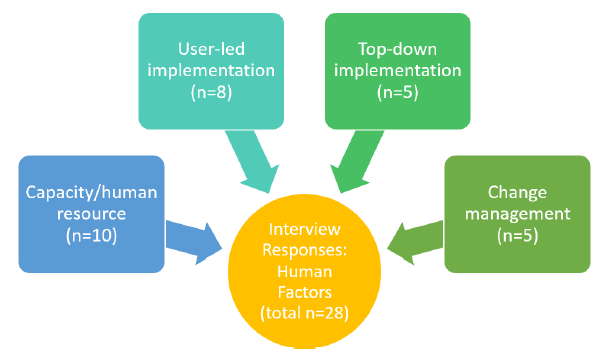 User-led
implementation
(n=8)
Top-down
implementation
(n=5)
Capacity/human
resource
(n=10)
Change
management
(n=5)
Interview
Responses:
Human
Factors
(total n=28)